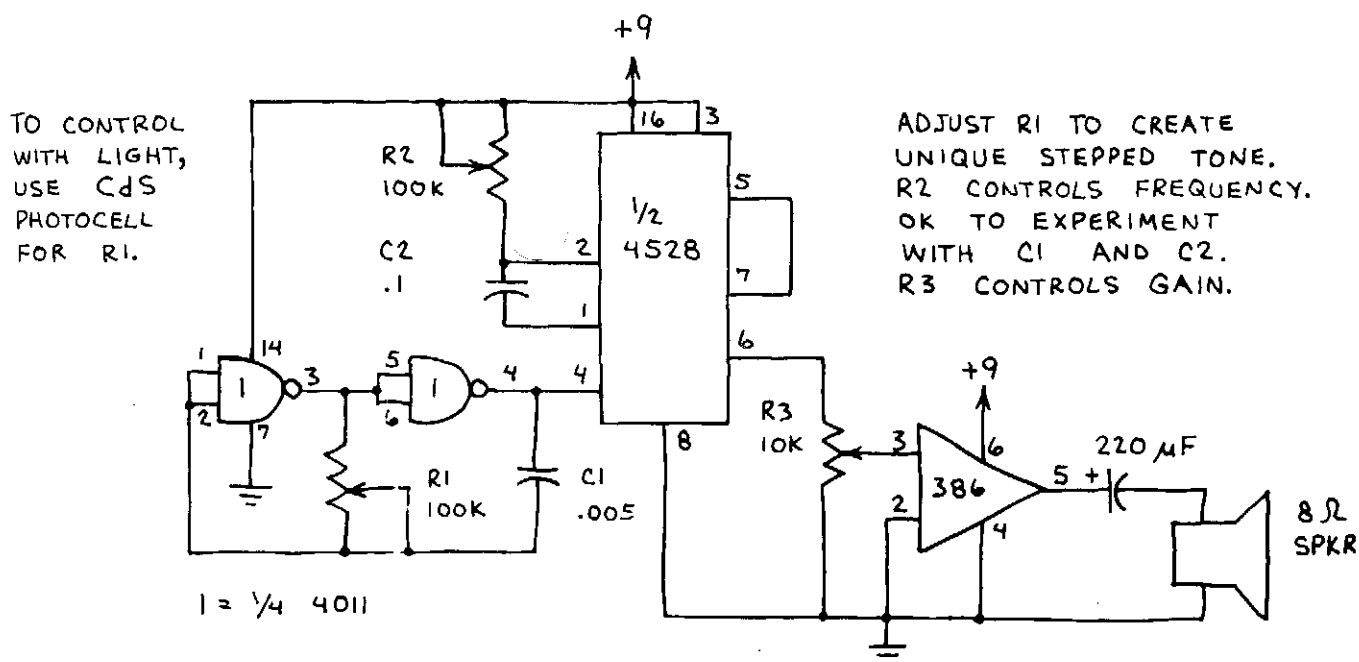 +9
TO CONTROL
WITH LIGHT,
USE CdS
PHOTOCELL
FOR R1.
R2
100K
C2
.1
16
3
1/2
4528
5
7
2
1
6
4
8
ADJUST R1 TO CREATE
UNIQUE STEPPED TONE.
R2 CONTROLS FREQUENCY.
OK TO EXPERIMENT
WITH C1 AND C2.
R3 CONTROLS GAIN.
1
2
14
1
3
7
5
6
1
4
R1
100K
C1
.005
1 = 1/4 4011
R3
10K
+9
3
2
386
6
4
5
+
220 µF
8Ω
SPKR